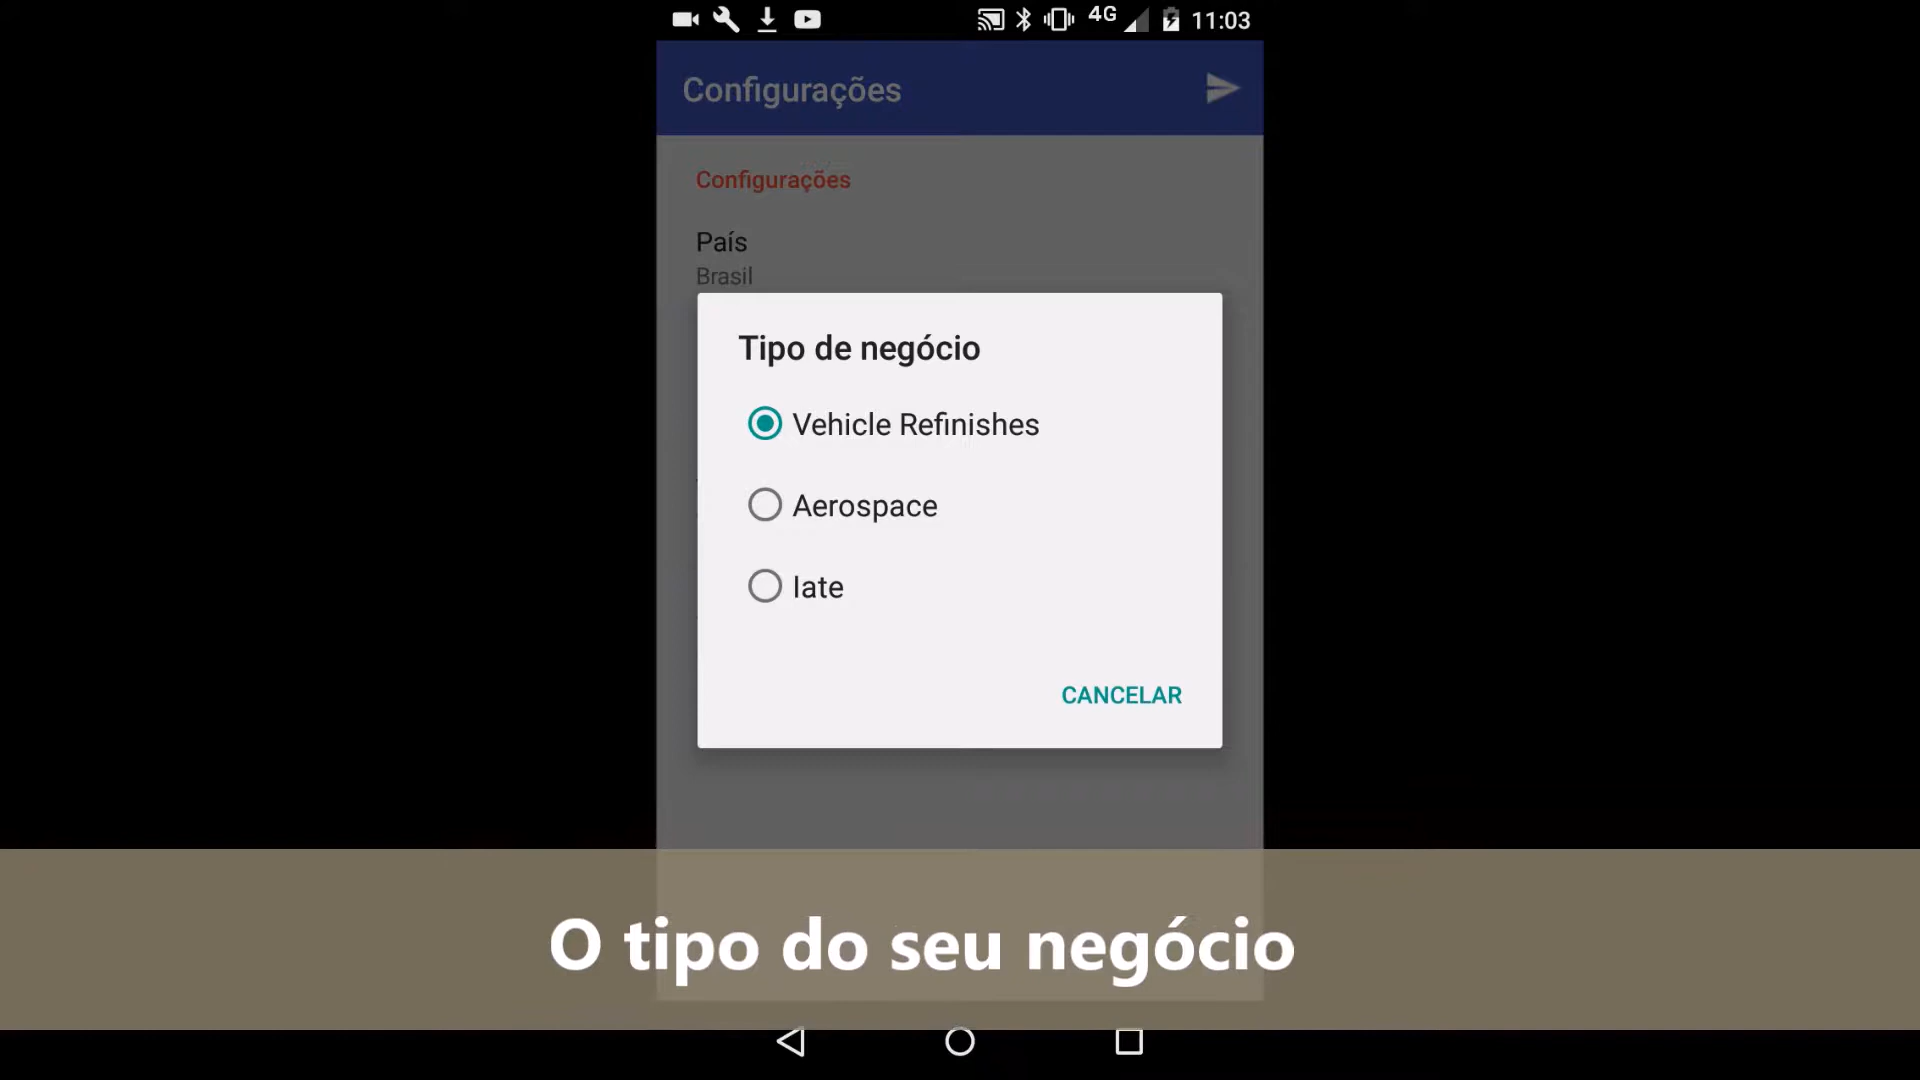 4G 11:03
Configurações
Configurações
País
Brasil
Tipo de negócio
Vehicle Refinishes
Aerospace
Iate
CANCELAR
O tipo do seu negócio